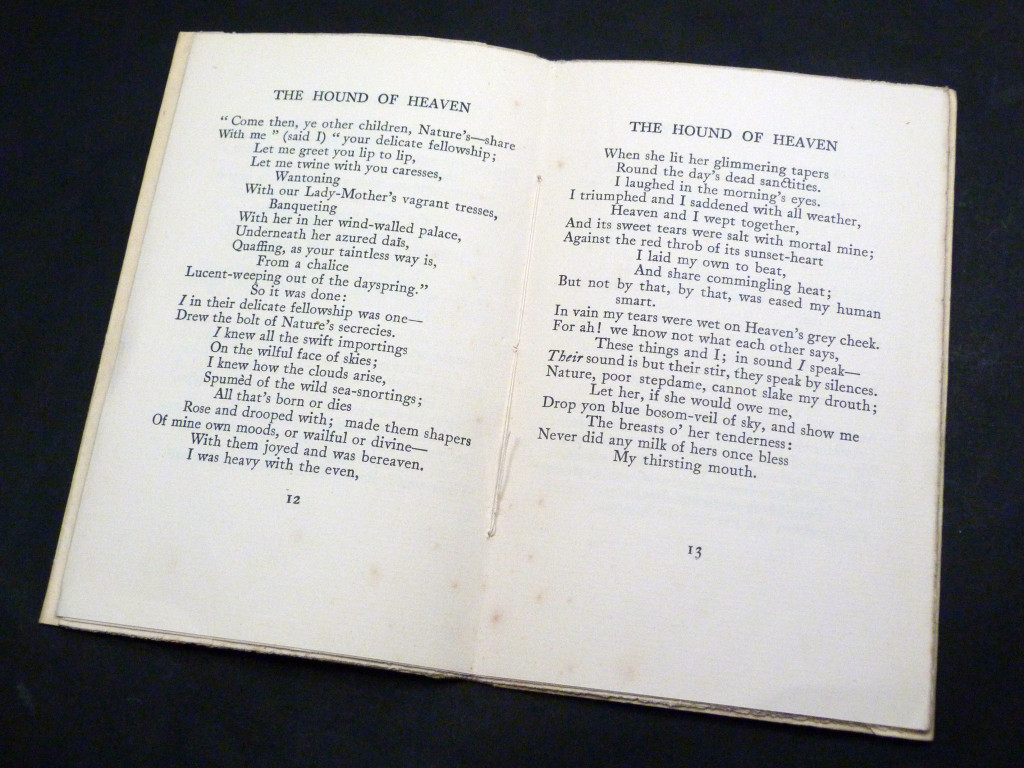 THE HOUND OF HEAVEN
“Come then, ye other children, Nature's—share
With me ” (said I) “ your delicate fellowship;
Let me greet you lip to lip,
Let me twine with you caresses,
Wantoning
With our Lady-Mother's vagrant tresses,
Banqueting
With her in her wind-walled palace,
Underneath her azured daïs,
Quaffing, as your taintless way is,
From a chalice
Lucent-weeping out of the dayspring.”
So it was done:
I in their delicate fellowship was one—
Drew the bolt of Nature's secrecies.
I knew all the swift importings
On the wilful face of skies;
I knew how the clouds arise,
Spumèd of the wild sea-snortings;
All that's born or dies
Rose and drooped with; made them shapers
Of mine own moods, or wailful or divine—
With them joyed and was bereaven.
I was heavy with the even,
12
THE HOUND OF HEAVEN
When she lit her glimmering tapers
Round the day's dead sanctities.
I laughed in the morning's eyes.
I triumphed and I saddened with all weather,
Heaven and I wept together,
And its sweet tears were salt with mortal mine;
Against the red throb of its sunset-heart
I laid my own to beat,
And share commingling heat;
But not by that, by that, was eased my human
smart.
In vain my tears were wet on Heaven's grey cheek.
For ah! we know not what each other says,
These things and I; in sound I speak—
Their sound is but their stir, they speak by silences.
Nature, poor stepdame, cannot slake my drouth;
Let her, if she would owe me,
Drop yon blue bosom-veil of sky, and show me
The breasts o' her tenderness:
Never did any milk of hers once bless
My thirsting mouth.
13